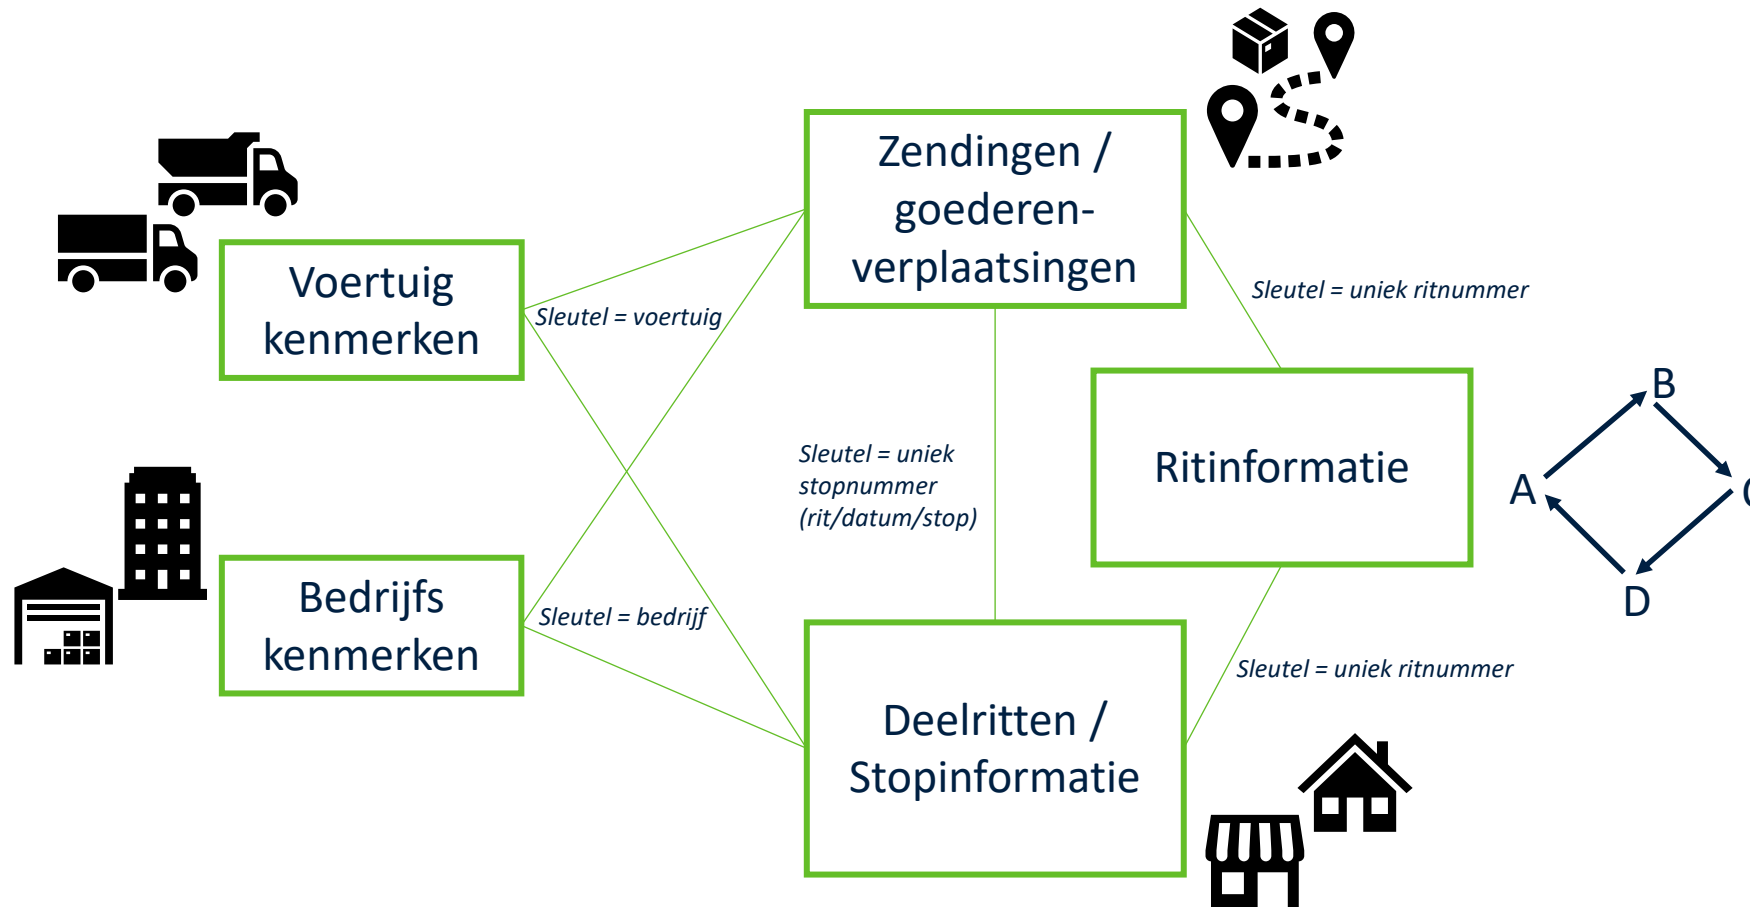 Zendingen /
goederen-
verplaatsingen
Voertuig
kenmerken
Sleutel = voertuig
Sleutel = uniek ritnummer
Sleutel = uniek
stopnummer
(rit/datum/stop)
Ritinformatie
A
B
C
D
Bedrijfs
kenmerken
Sleutel = bedrijf
Sleutel = uniek ritnummer
Deelritten /
Stopinformatie